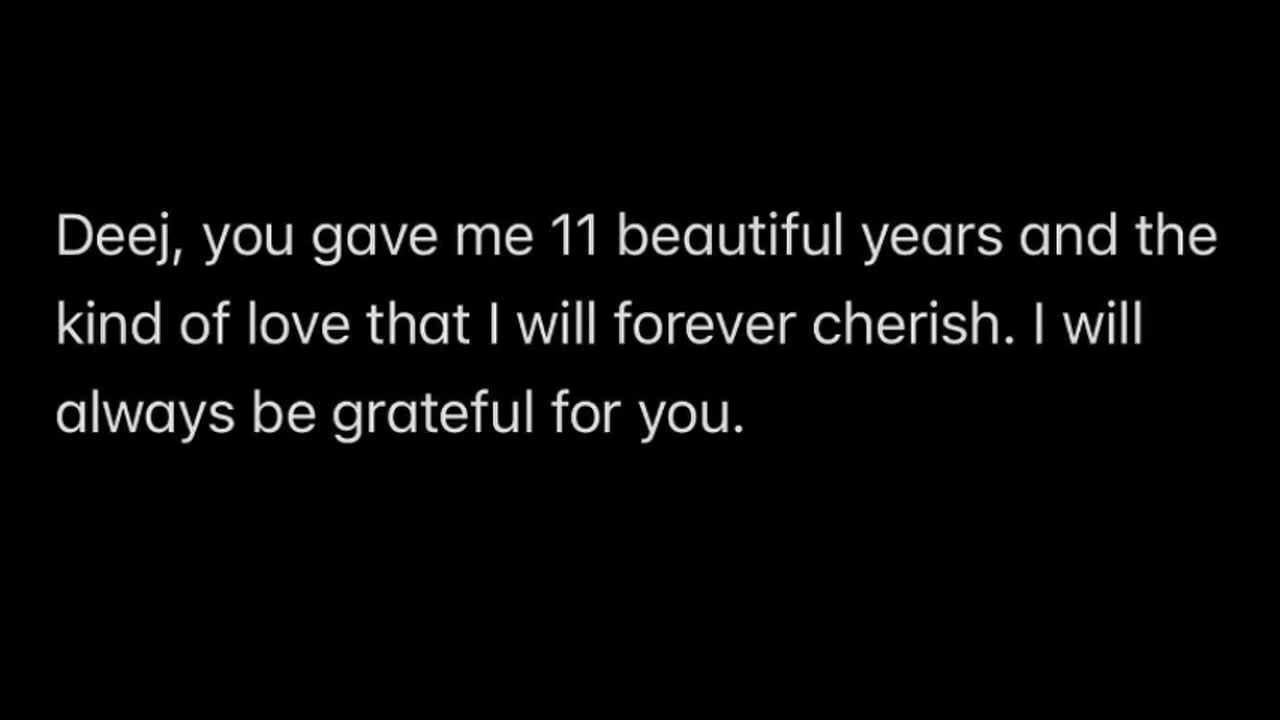 Deej, you gave me 11 beautiful years and the
kind of love that I will forever cherish. I will
always be grateful for you.